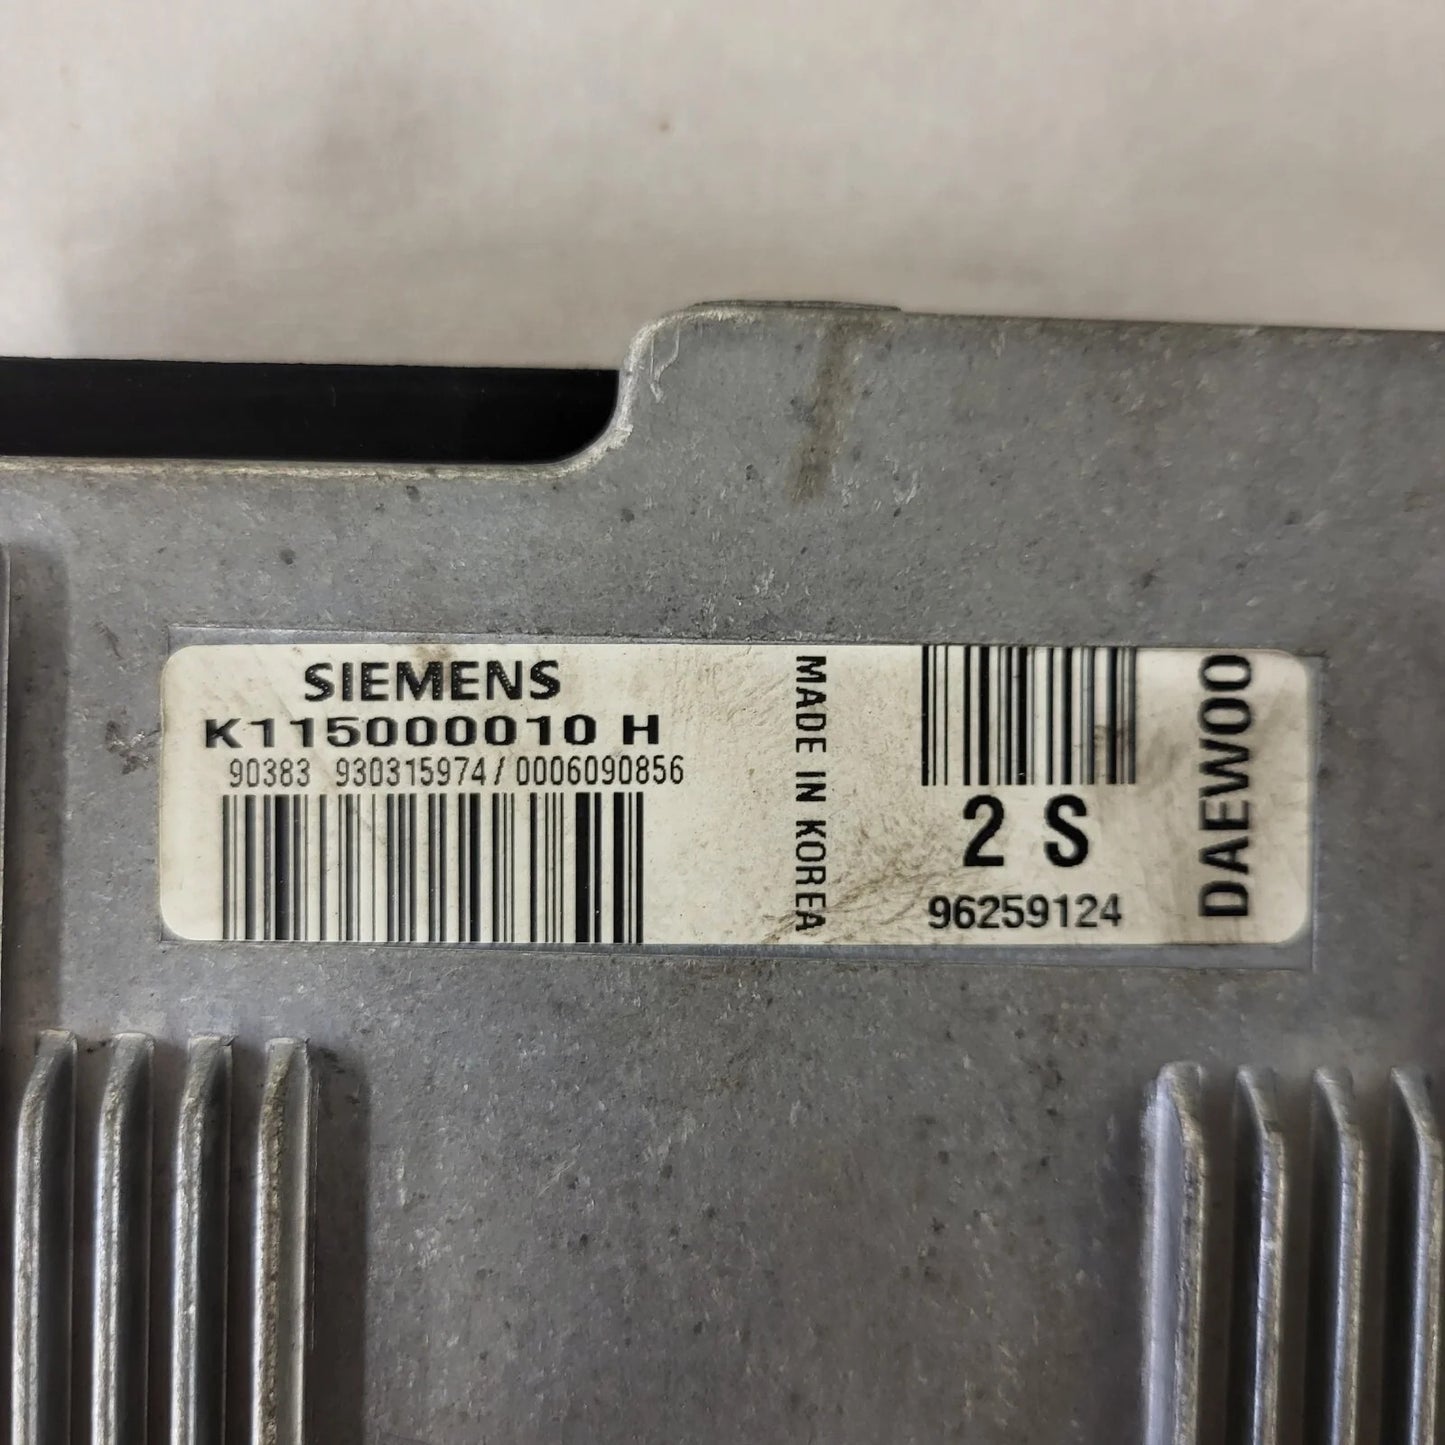 SIEMENS
K115000010 H
90383 930315974/0006090856
MADE IN KOREA
2 S
96259124
DAEWOO